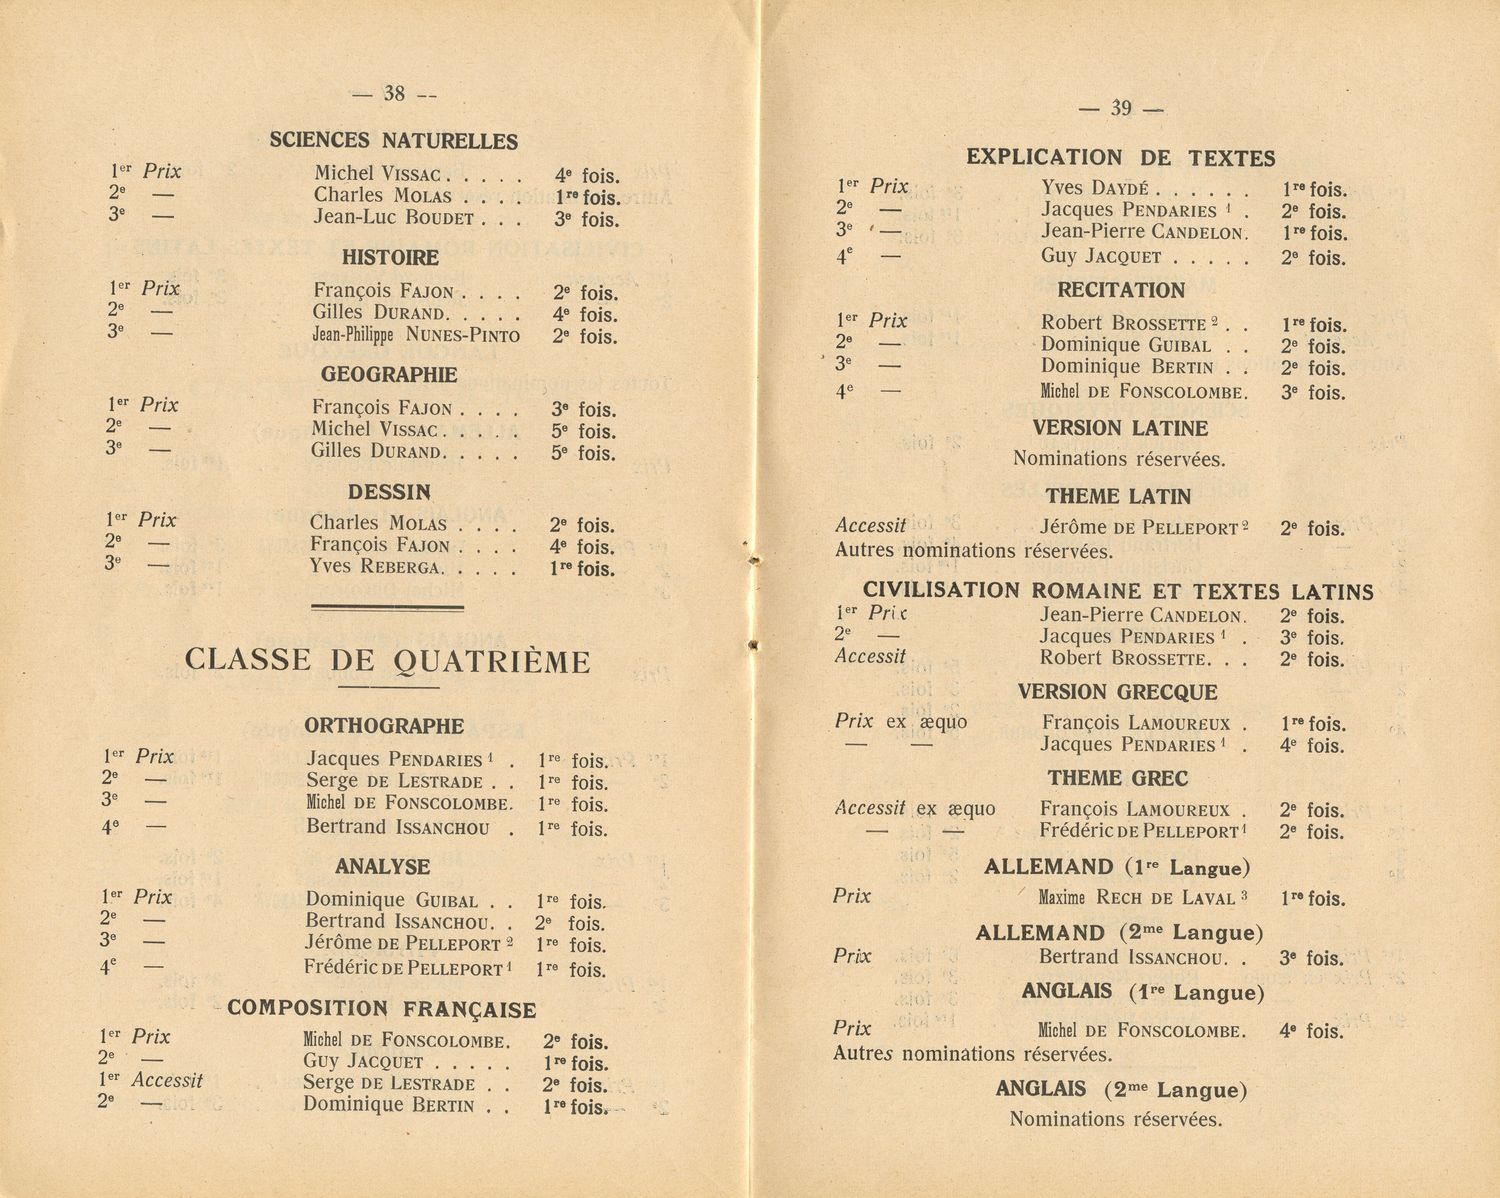 — 38 --
SCIENCES NATURELLES
1er Prix Michel VISSAC . . . . . 4e fois.
2e — Charles MOLAS . . . . 1re fois.
3e — Jean-Luc BOUDET . . . 3e fois.
HISTOIRE
1er Prix François FAJON . . . . 2e fois.
2e — Gilles DURAND. . . . . 4e fois.
3e — Jean-Philippe NUNES-PINTO 2e fois.
GEOGRAPHIE
1er Prix François FAJON . . . . 3e fois.
2e — Michel VISSAC. . . . . 5e fois.
3e — Gilles DURAND. . . . . 5e fois.
DESSIN
1er Prix Charles MOLAS . . . . 2e fois.
2e — François FAJON . . . . 4e fois.
3e — Yves REBERGA. . . . . 1re fois.
CLASSE DE QUATRIÈME
ORTHOGRAPHE
1er Prix Jacques PENDARIES 1 . 1re fois.
2e — Serge DE LESTRADE . . 1re fois.
3e — Michel DE FONSCOLOMBE. 1re fois.
4e — Bertrand ISSANCHOU . 1re fois.
ANALYSE
1er Prix Dominique GUIBAL . . 1re fois.
2e — Bertrand ISSANCHOU. . 2e fois.
3e — Jérôme DE PELLEPORT 2 1re fois.
4e — Frédéric DE PELLEPORT 1 1re fois.
COMPOSITION FRANÇAISE
1er Prix Michel DE FONSCOLOMBE. 2e fois.
2e — Guy JACQUET . . . . . 1re fois.
1er Accessit Serge DE LESTRADE . . 2e fois.
2e — Dominique BERTIN . . 1re fois.
— 39 —
EXPLICATION DE TEXTES
1er Prix Yves DAYDÉ . . . . . . 1re fois.
2e — Jacques PENDARIES 1 . 2e fois.
3e — Jean-Pierre CANDELON. 1re fois.
4e — Guy JACQUET . . . . . 2e fois.
RECITATION
1er Prix Robert BROSSETTE 2 . . 1re fois.
2e — Dominique GUIBAL . . 2e fois.
3e — Dominique BERTIN . . 2e fois.
4e — Michel DE FONSCOLOMBE. 3e fois.
VERSION LATINE
Nominations réservées.
THEME LATIN
Accessit Jérôme DE PELLEPORT 2 2e fois.
Autres nominations réservées.
CIVILISATION ROMAINE ET TEXTES LATINS
1er Prix Jean-Pierre CANDELON. 2e fois.
2e — Jacques PENDARIES 1 . 3e fois.
Accessit Robert BROSSETTE. . . 2e fois.
VERSION GRECQUE
Prix ex æquo François LAMOUREUX . 1re fois.
— — Jacques PENDARIES 1 . 4e fois.
THEME GREC
Accessit ex æquo François LAMOUREUX . 2e fois.
— — Frédéric DE PELLEPORT 1 2e fois.
ALLEMAND (1re Langue)
Prix Maxime RECH DE LAVAL 3 1re fois.
ALLEMAND (2me Langue)
Prix Bertrand ISSANCHOU. . 3e fois.
ANGLAIS (1re Langue)
Prix Michel DE FONSCOLOMBE. 4e fois.
Autres nominations réservées.
ANGLAIS (2me Langue)
Nominations réservées.